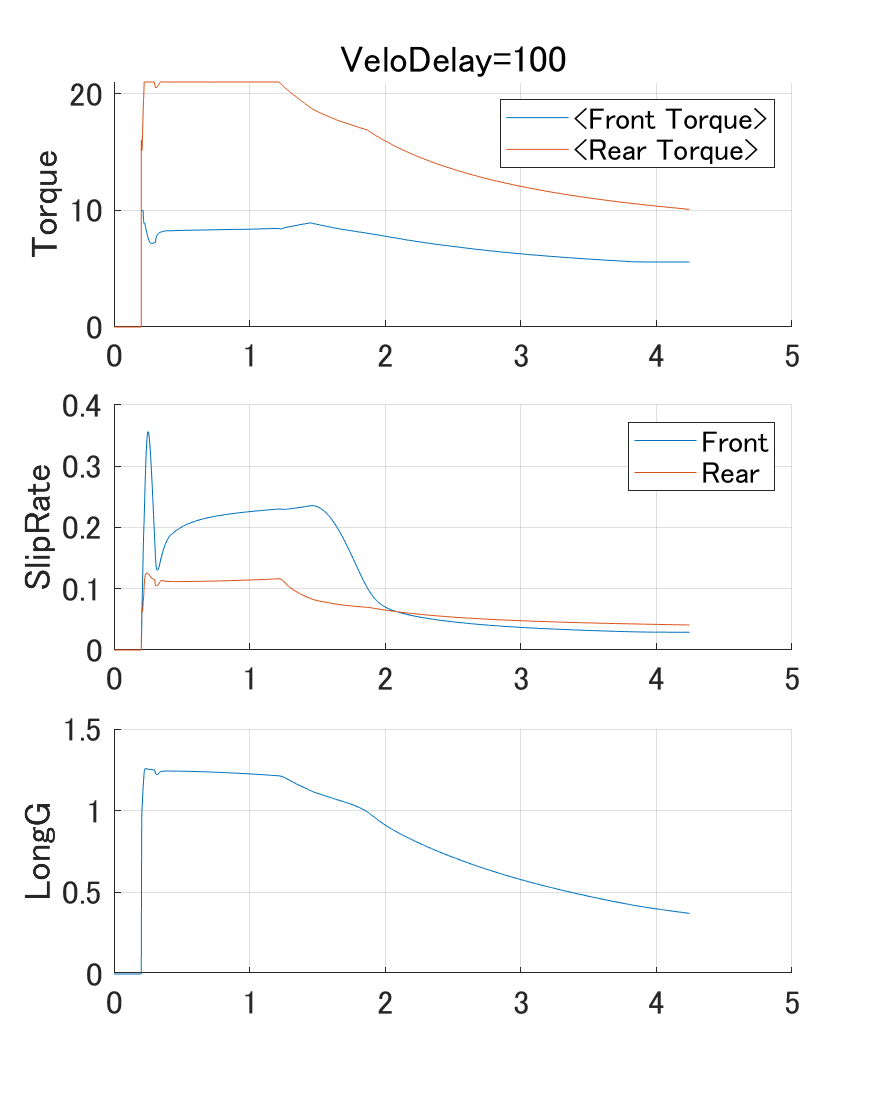 VeloDelay=100
Torque
20
10
0
<Front Torque>
<Rear Torque>
0 1 2 3 4 5
SlipRate
0.4
0.3
0.2
0.1
0
Front
Rear
0 1 2 3 4 5
LongG
1.5
1
0.5
0
0 1 2 3 4 5